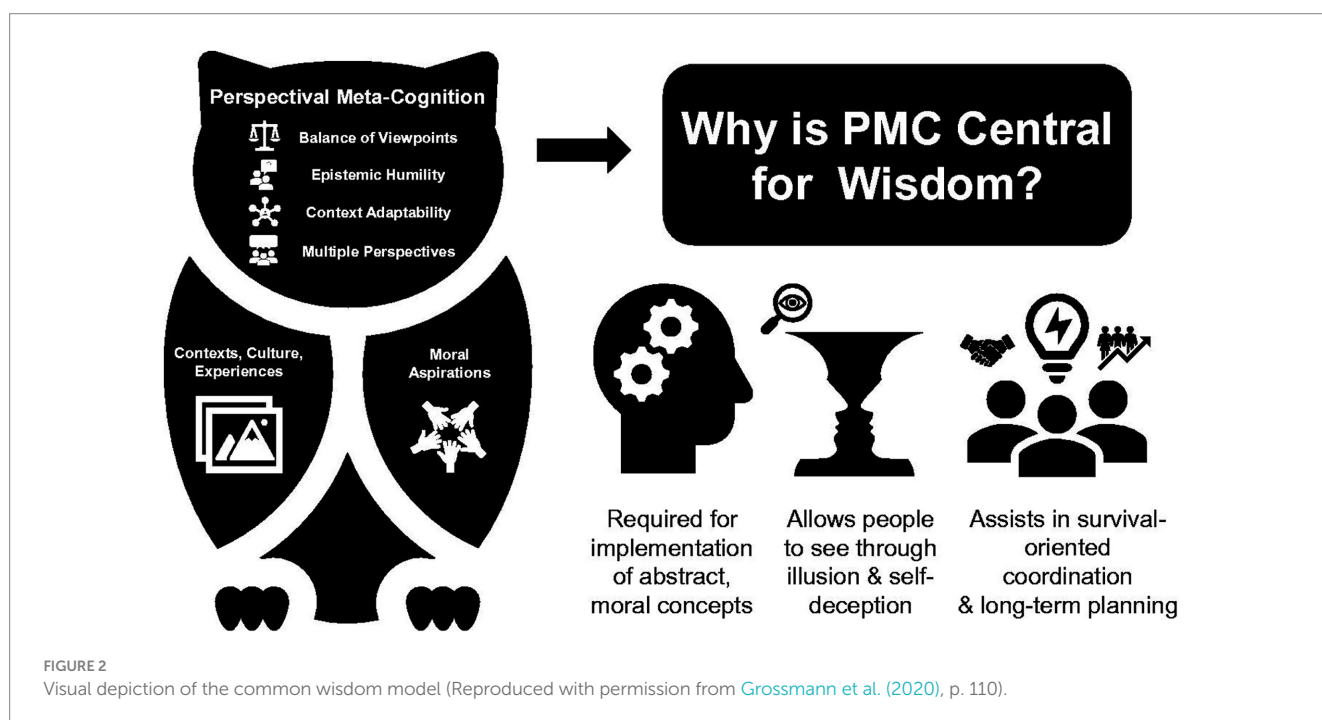 Perspectival Meta-Cognition
Balance of Viewpoints
Epistemic Humility
Context Adaptability
Multiple Perspectives
Contexts, Culture,
Experiences
Moral
Aspirations
Why is PMC Central
for Wisdom?
Required for
implementation
of abstract,
moral concepts
Allows people
to see through
illusion & self-
deception
Assists in survival-
oriented
coordination
& long-term planning
FIGURE 2
Visual depiction of the common wisdom model (Reproduced with permission from Grossmann et al. (2020), p. 110).